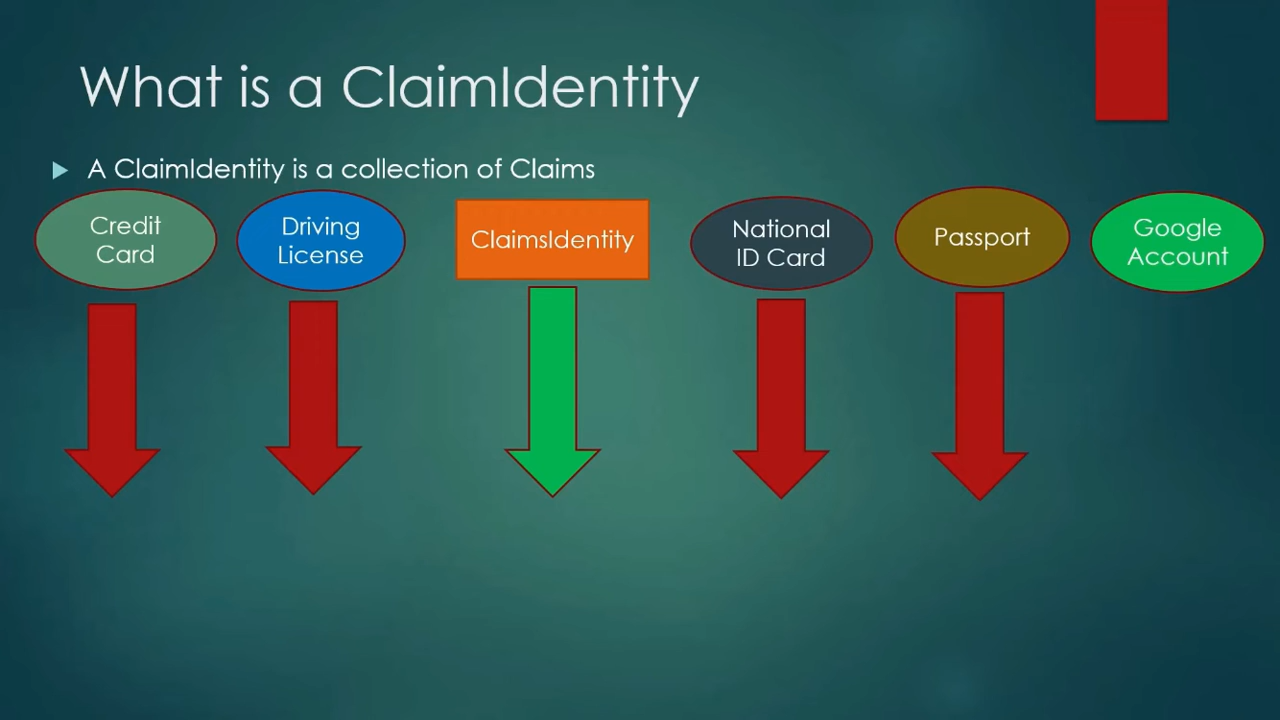 What is a ClaimIdentity
A ClaimIdentity is a collection of Claims
Credit
Card
Driving
License
ClaimsIdentity
National
ID Card
Passport
Google
Account